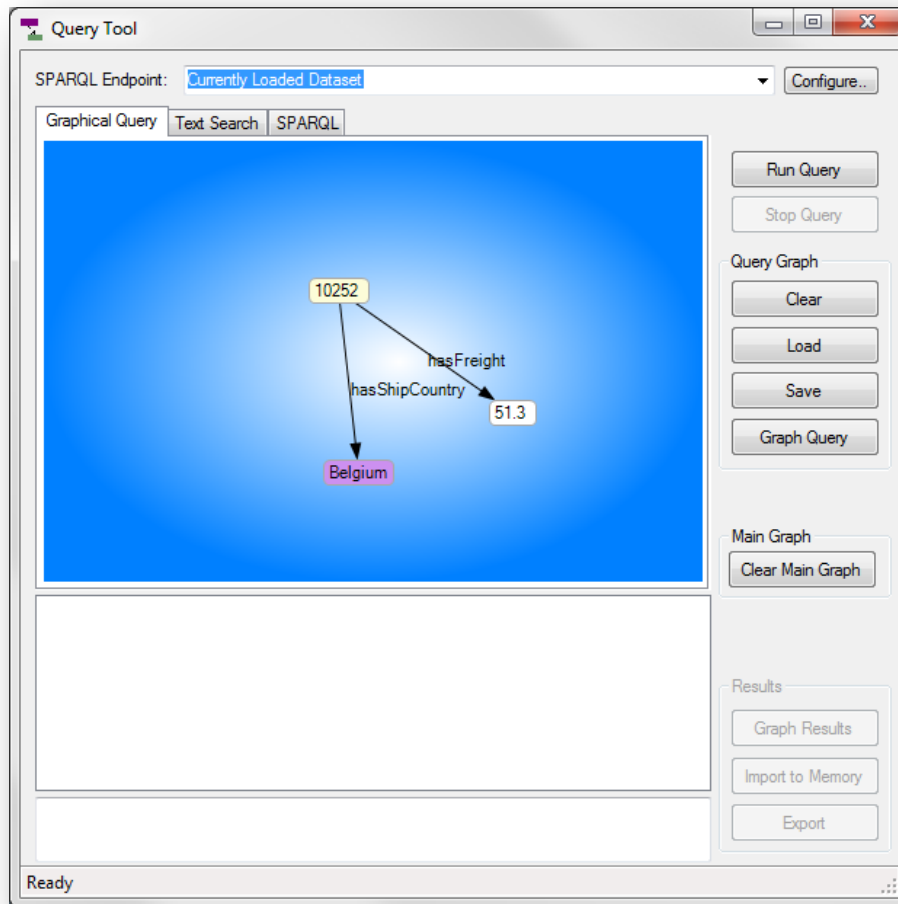 Query Tool
SPARQL Endpoint: Currently Loaded Dataset Configure..
Graphical Query Text Search SPARQL
Run Query
Stop Query
Query Graph
Clear
Load
Save
Graph Query
10252
hasFreight
hasShipCountry
51.3
Belgium
Main Graph
Clear Main Graph
Results
Graph Results
Import to Memory
Export
Ready